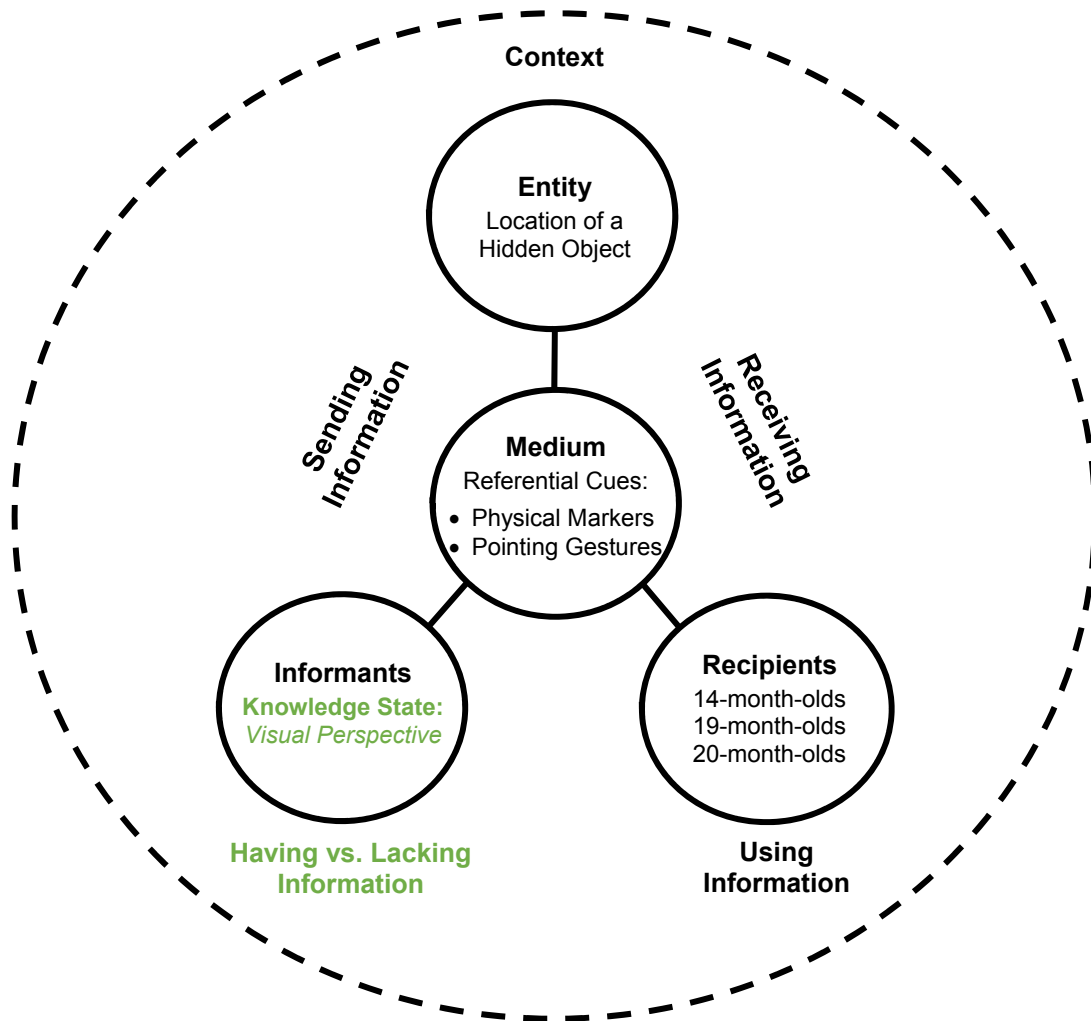 Context
Entity
Location of a
Hidden Object
Sending
Information
Receiving
Information
Medium
Referential Cues:
• Physical Markers
• Pointing Gestures
Informants
Knowledge State:
Visual Perspective
Recipients
14-month-olds
19-month-olds
20-month-olds
Having vs. Lacking
Information
Using
Information